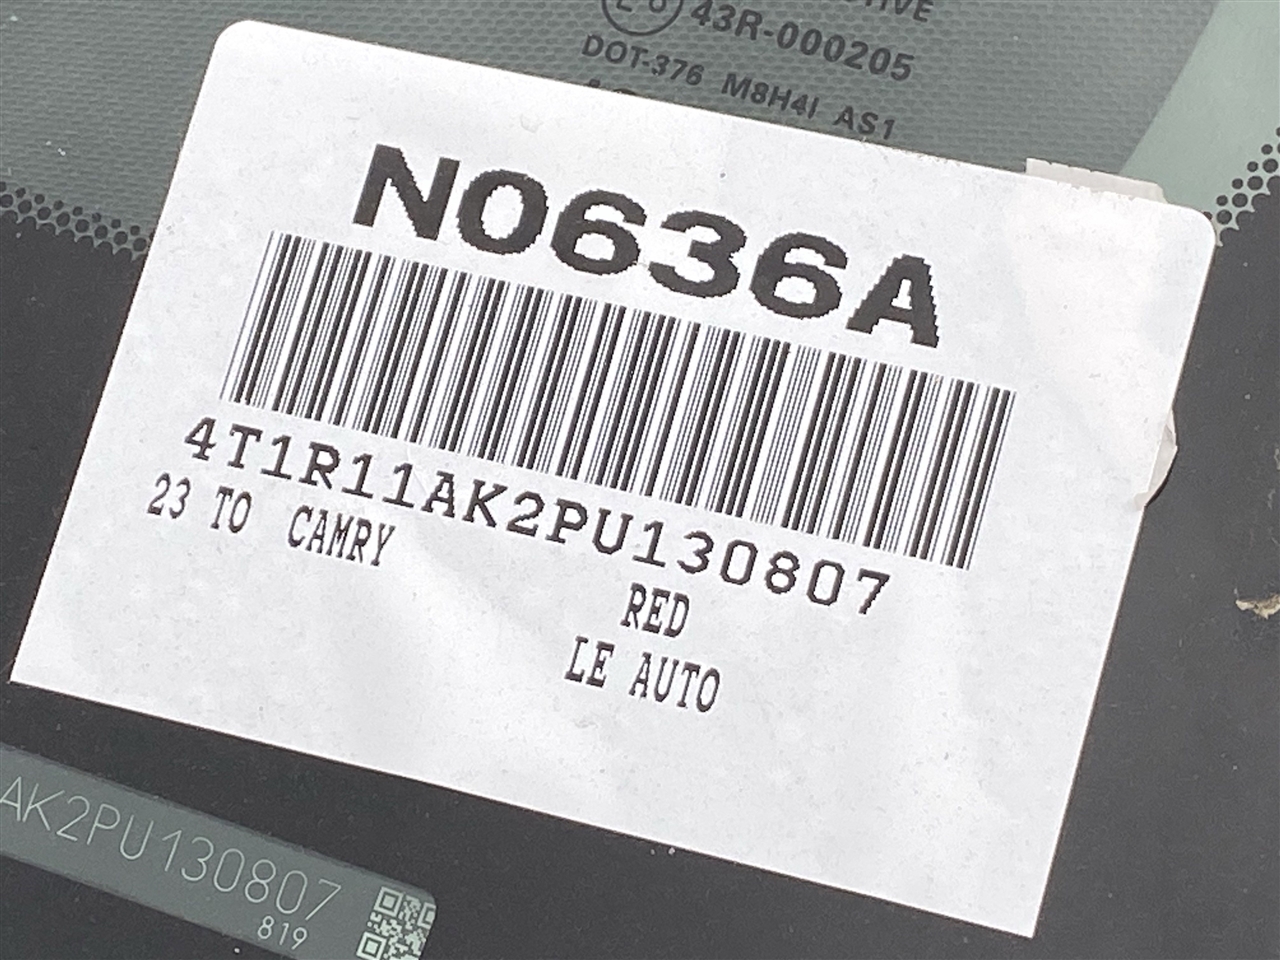 43R-000205
DOT-376 M8H4I AS1
N0636A
4T1R11AK2PU130807
23 TO CAMRY
RED
LE AUTO
AK2PU130807
819